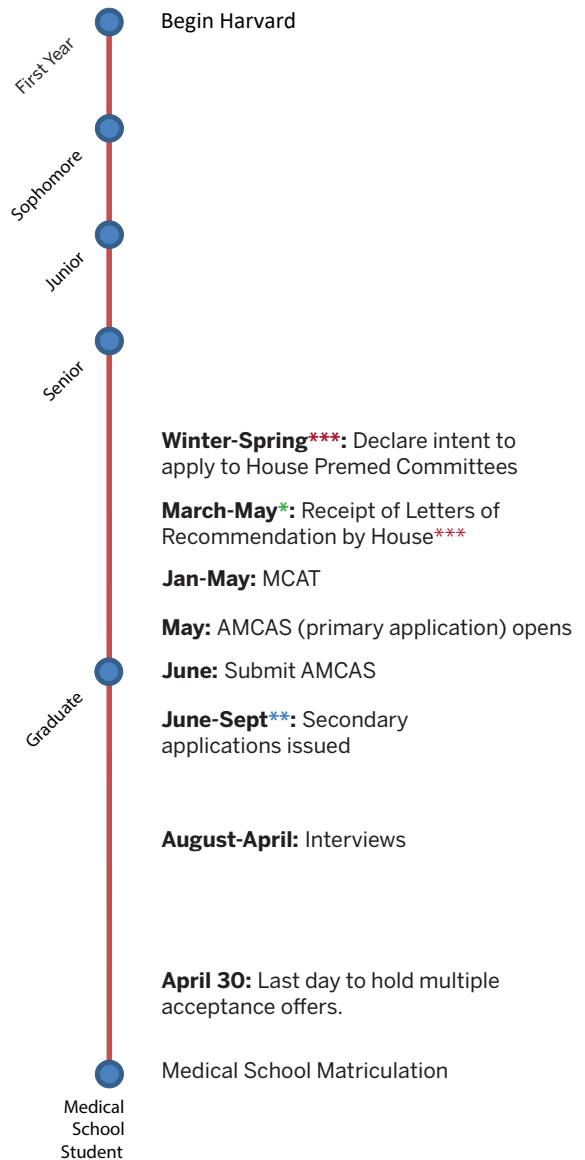 Begin Harvard
First Year
Sophomore
Junior
Senior
Winter-Spring***: Declare intent to
apply to House Premed Committees
March-May*: Receipt of Letters of
Recommendation by House***
Jan-May: MCAT
May: AMCAS (primary application) opens
June: Submit AMCAS
Graduate
June-Sept**: Secondary
applications issued
August-April: Interviews
April 30: Last day to hold multiple
acceptance offers.
Medical School Matriculation
Medical
School
Student